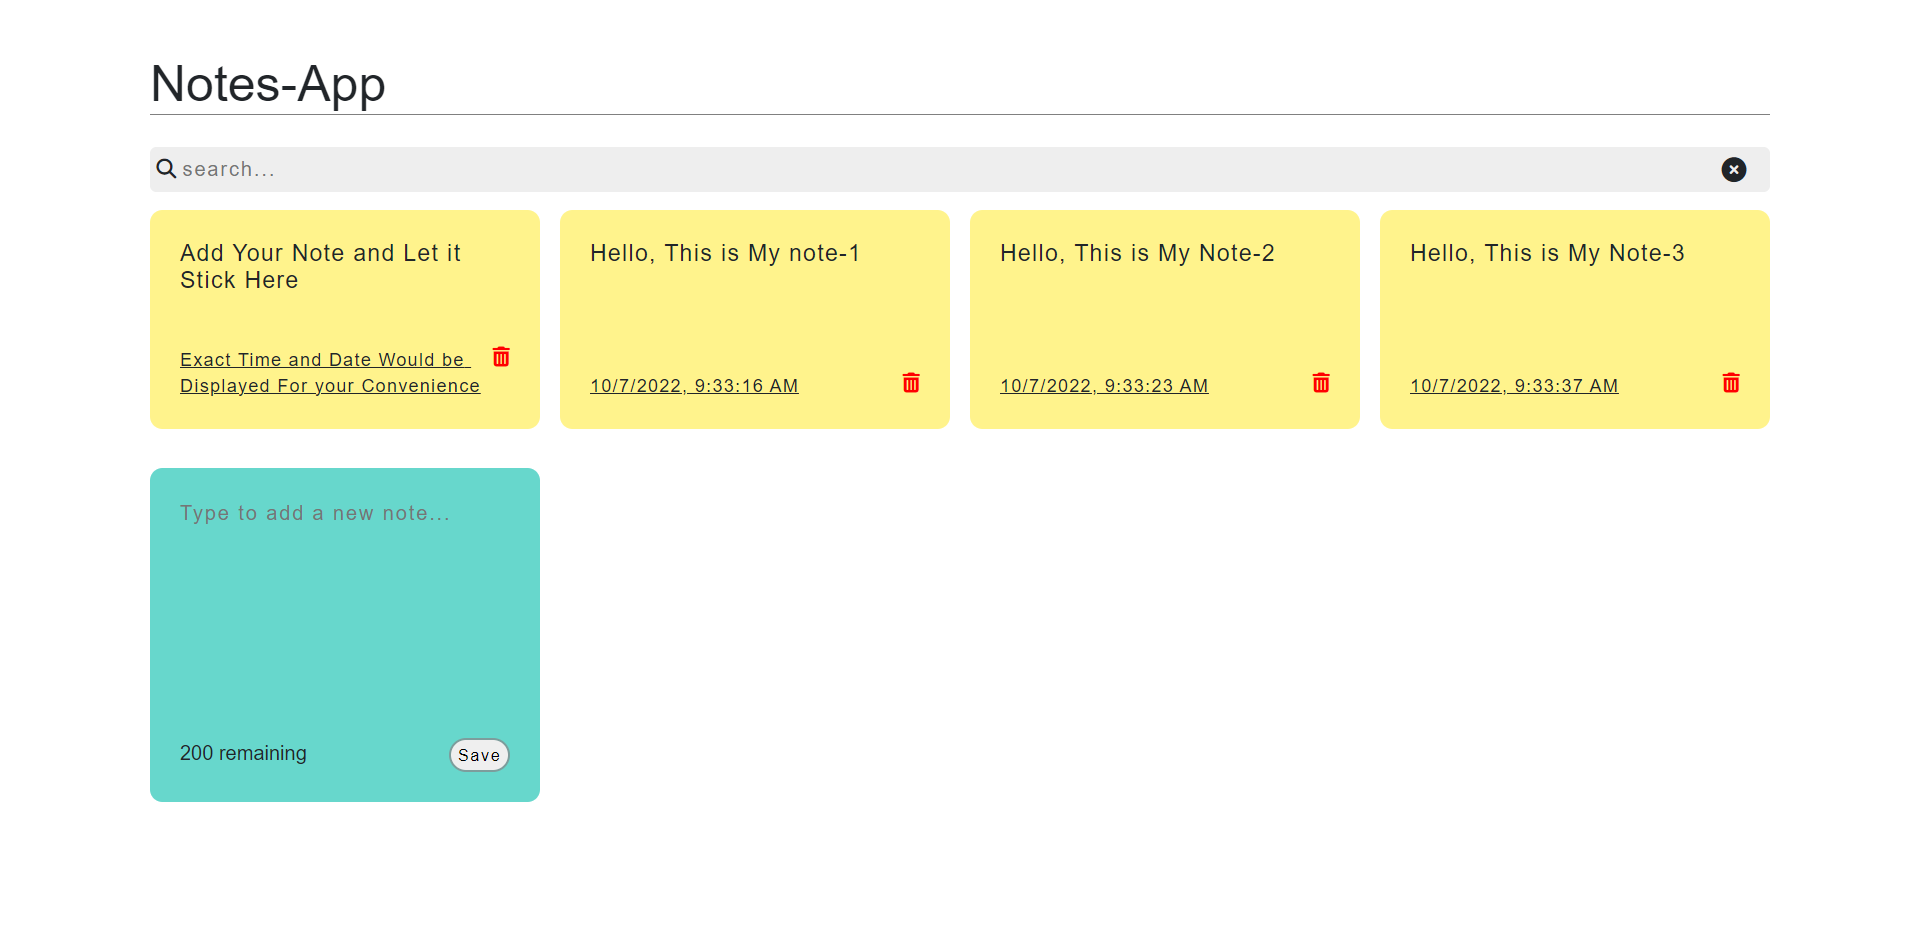 Notes-App
search...
Add Your Note and Let it
Stick Here
Exact Time and Date Would be
Displayed For your Convenience
Hello, This is My note-1
10/7/2022, 9:33:16 AM
Hello, This is My Note-2
10/7/2022, 9:33:23 AM
Hello, This is My Note-3
10/7/2022, 9:33:37 AM
Type to add a new note...
200 remaining
Save